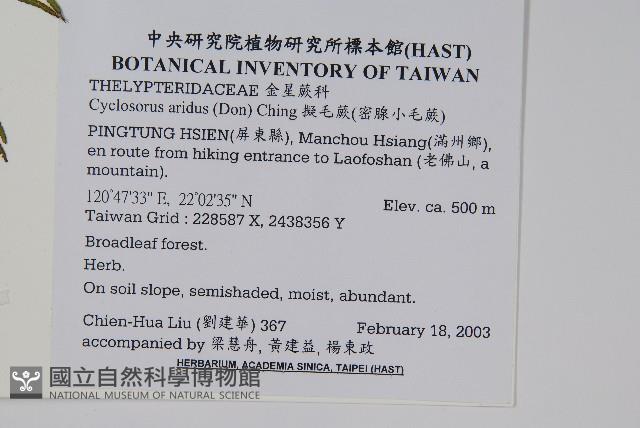 中央研究院植物研究所標本館(HAST)
BOTANICAL INVENTORY OF TAIWAN
THELYPTERIDACEAE 金星蕨科
Cyclosorus aridus (Don) Ching 擬毛蕨(密腺小毛蕨)
PINGTUNG HSIEN(屏東縣), Manchou Hsiang(滿州鄉),
en route from hiking entrance to Laofoshan (老佛山, a
mountain).
120°47'33" E, 22°02'35" N Elev. ca. 500 m
Taiwan Grid : 228587 X, 2438356 Y
Broadleaf forest.
Herb.
On soil slope, semishaded, moist, abundant.
Chien-Hua Liu (劉建華) 367 February 18, 2003
accompanied by 梁慧舟, 黃建益, 楊東政
HERBARIUM, ACADEMIA SINICA, TAIPEI (HAST)
國立自然科學博物館
NATIONAL MUSEUM OF NATURAL SCIENCE